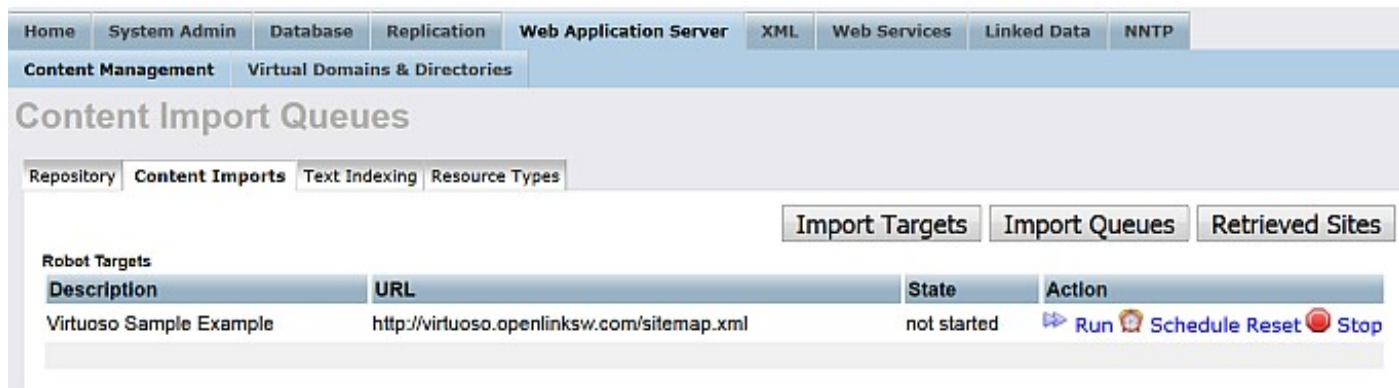 Home System Admin Database Replication Web Application Server XML Web Services Linked Data NNTP
Content Management Virtual Domains & Directories
Content Import Queues
Repository Content Imports Text Indexing Resource Types
Import Targets Import Queues Retrieved Sites
Robot Targets
Description URL State Action
Virtuoso Sample Example http://virtuoso.openlinksw.com/sitemap.xml not started Run Schedule Reset Stop